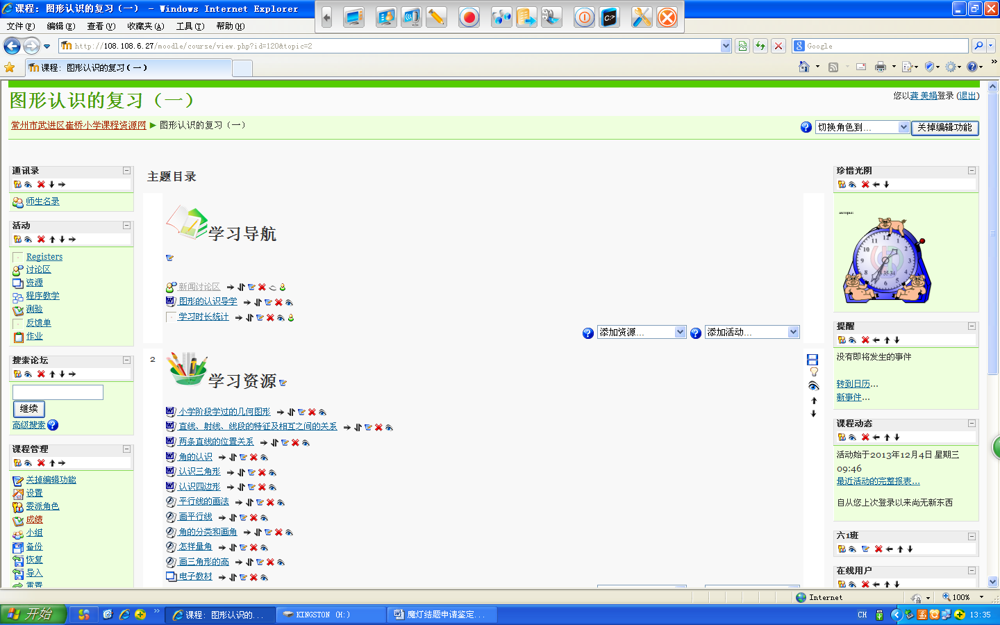 课程: 图形认识的复习（一） - Windows Internet Explorer
文件(F) 编辑(E) 查看(V) 收藏夹(A) 工具(T) 帮助(H)
http://108.108.6.27/moodle/course/view.php?id=120&topic=2
Google
课程: 图形认识的复习（一）
图形认识的复习（一）
您以龚 美娟登录 (退出)
常州市武进区崔桥小学课程资源网 ► 图形认识的复习（一）
切换角色到...
关掉编辑功能
通讯录
师生名录
活动
Registers
讨论区
资源
程序教学
测验
反馈单
作业
搜索论坛
继续
高级搜索
课程管理
关掉编辑功能
设置
委派角色
成绩
小组
备份
恢复
导入
重置
主题目录
学习导航
新闻讨论区
图形的认识导学
学习时长统计
添加资源...
添加活动...
2
学习资源
小学阶段学过的几何图形
直线、射线、线段的特征及相互之间的关系
两条直线的位置关系
角的认识
认识三角形
认识四边形
平行线的画法
画平行线
角的分类和画角
怎样量角
画三角形的高
电子教材
珍惜光阴
12
1
2
3
4
5
6
7
8
9
10
11
提醒
没有即将发生的事件
转到日历...
新事件...
课程动态
活动始于2013年12月4日 星期三
09:46
最近活动的完整报表...
自从您上次登录以来尚无新东西
六1班
在线用户
Internet
100%
开始
课程: 图形认识的...
KINGSTON (H:)
魔灯结题申请鉴定...
CH
13:35